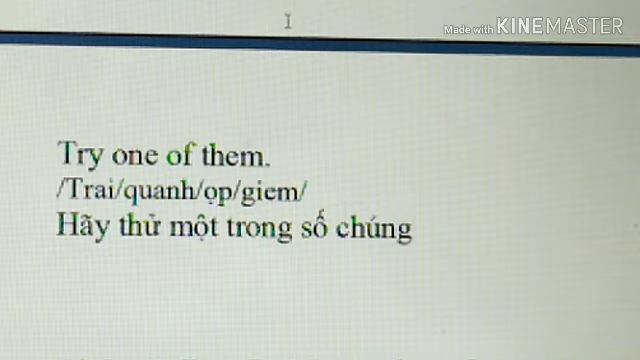 Made with KINEMASTER
Try one of them.
/Trai/quanh/ọp/giem/
Hãy thử một trong số chúng